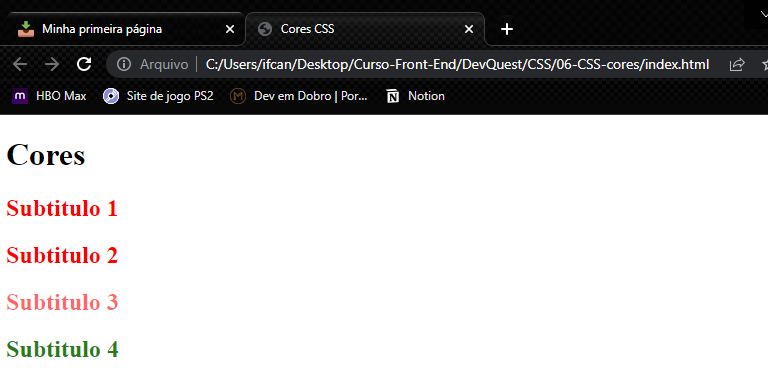 Minha primeira página
Cores CSS
Arquivo | C:/Users/ifcan/Desktop/Curso-Front-End/DevQuest/CSS/06-CSS-cores/index.html
HBO Max
Site de jogo PS2
Dev em Dobro | Por...
Notion
Cores
Subtitulo 1
Subtitulo 2
Subtitulo 3
Subtitulo 4